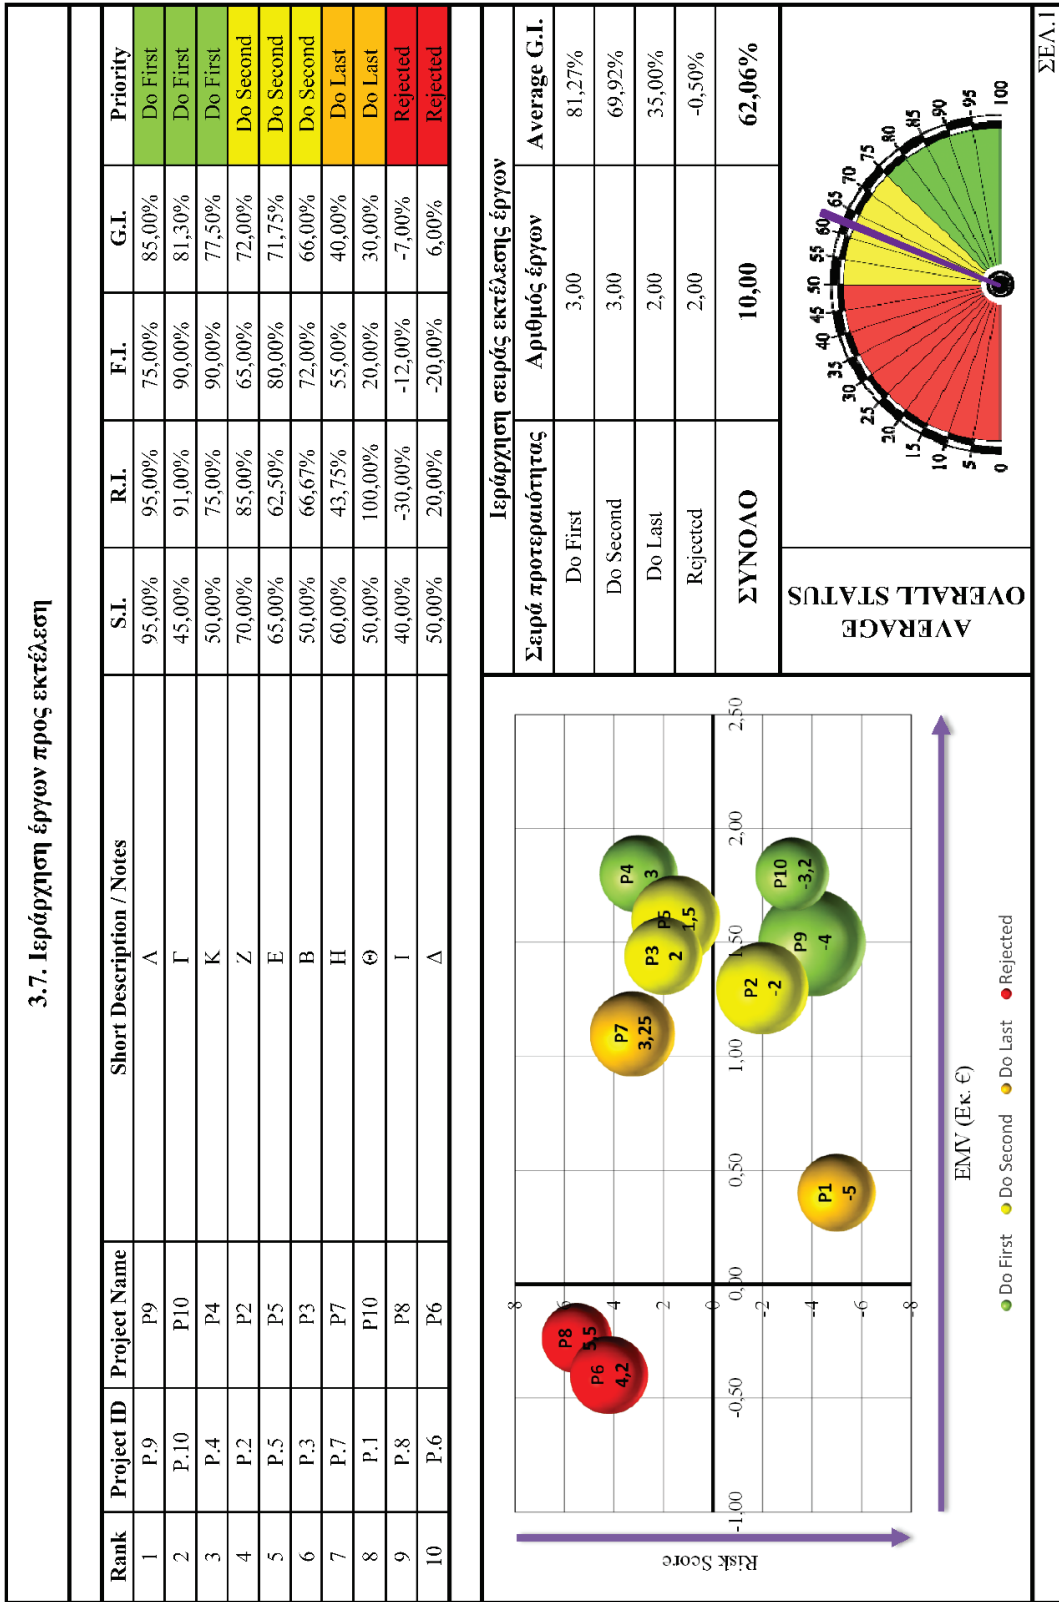 3.7. Ιεράρχηση έργων προς εκτέλεση
Rank Project ID Project Name Short Description / Notes S.I. R.I. F.I. G.I. Priority
1 P.9 P9 Λ 95,00% 95,00% 75,00% 85,00% Do First
2 P.10 P10 Γ 45,00% 91,00% 90,00% 81,30% Do First
3 P.4 P4 Κ 50,00% 75,00% 90,00% 77,50% Do First
4 P.2 P2 Ζ 70,00% 85,00% 65,00% 72,00% Do Second
5 P.5 P5 Ε 65,00% 62,50% 80,00% 71,75% Do Second
6 P.3 P3 Β 50,00% 66,67% 72,00% 66,00% Do Second
7 P.7 P7 Η 60,00% 43,75% 55,00% 40,00% Do Last
8 P.1 P10 Θ 50,00% 100,00% 20,00% 30,00% Do Last
9 P.8 P8 Ι 40,00% -30,00% -12,00% -7,00% Rejected
10 P.6 P6 Δ 50,00% 20,00% -20,00% 6,00% Rejected
Risk Score
8
6
4
2
0
-2
-4
-6
-8
-1,00 -0,50 0,00 0,50 1,00 1,50 2,00 2,50
P8
5,5
P6
4,2
P7
3,25
P3
2
P5
1,5
P4
3
P1
-5
P2
-2
P9
-4
P10
-3,2
EMV (Εκ. €)
Do First Do Second Do Last Rejected
Ιεράρχηση σειράς εκτέλεσης έργων
Σειρά προτεραιότητας Αριθμός έργων Average G.I.
Do First 3,00 81,27%
Do Second 3,00 69,92%
Do Last 2,00 35,00%
Rejected 2,00 -0,50%
ΣΥΝΟΛΟ 10,00 62,06%
AVERAGE
OVERALL STATUS
0 5 10 15 20 25 30 35 40 45 50 55 60 65 70 75 80 85 90 95 100
ΣΕΛ.1